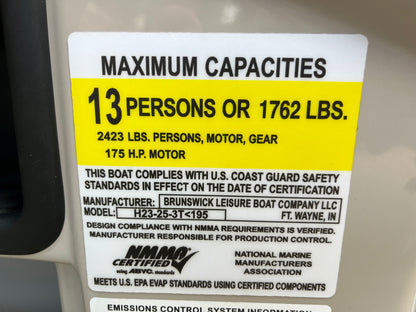 MAXIMUM CAPACITIES
13 PERSONS OR 1762 LBS.
2423 LBS. PERSONS, MOTOR, GEAR
175 H.P. MOTOR
THIS BOAT COMPLIES WITH U.S. COAST GUARD SAFETY
STANDARDS IN EFFECT ON THE DATE OF CERTIFICATION
MANUFACTURER: BRUNSWICK LEISURE BOAT COMPANY LLC
MODEL: H23-25-3T<195 FT. WAYNE, IN
DESIGN COMPLIANCE WITH NMMA REQUIREMENTS IS VERIFIED.
MANUFACTURER RESPONSIBLE FOR PRODUCTION CONTROL.
NMMA
CERTIFIED
using ABYC. standards
NATIONAL MARINE
MANUFACTURERS
ASSOCIATION
MEETS U.S. EPA EVAP STANDARDS USING CERTIFIED COMPONENTS
EMISSIONS CONTROL SYSTEM INFORMATION